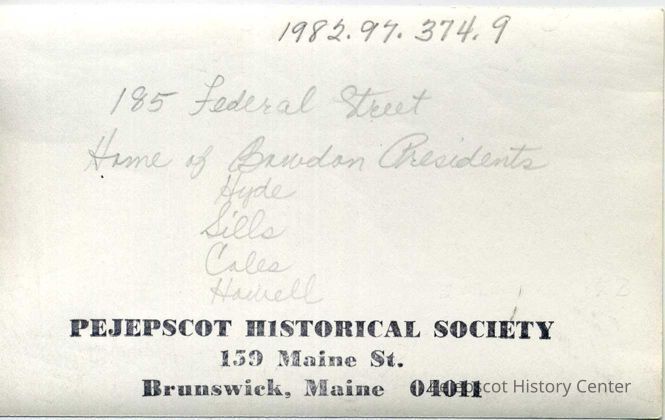 1982.97.374.9
185 Federal Street
Home of Bowdon Presidents
Hyde
Sills
Coles
Howell
PEJEPSCOT HISTORICAL SOCIETY
159 Maine St.
Brunswick, Maine 04011
Pejepscot History Center